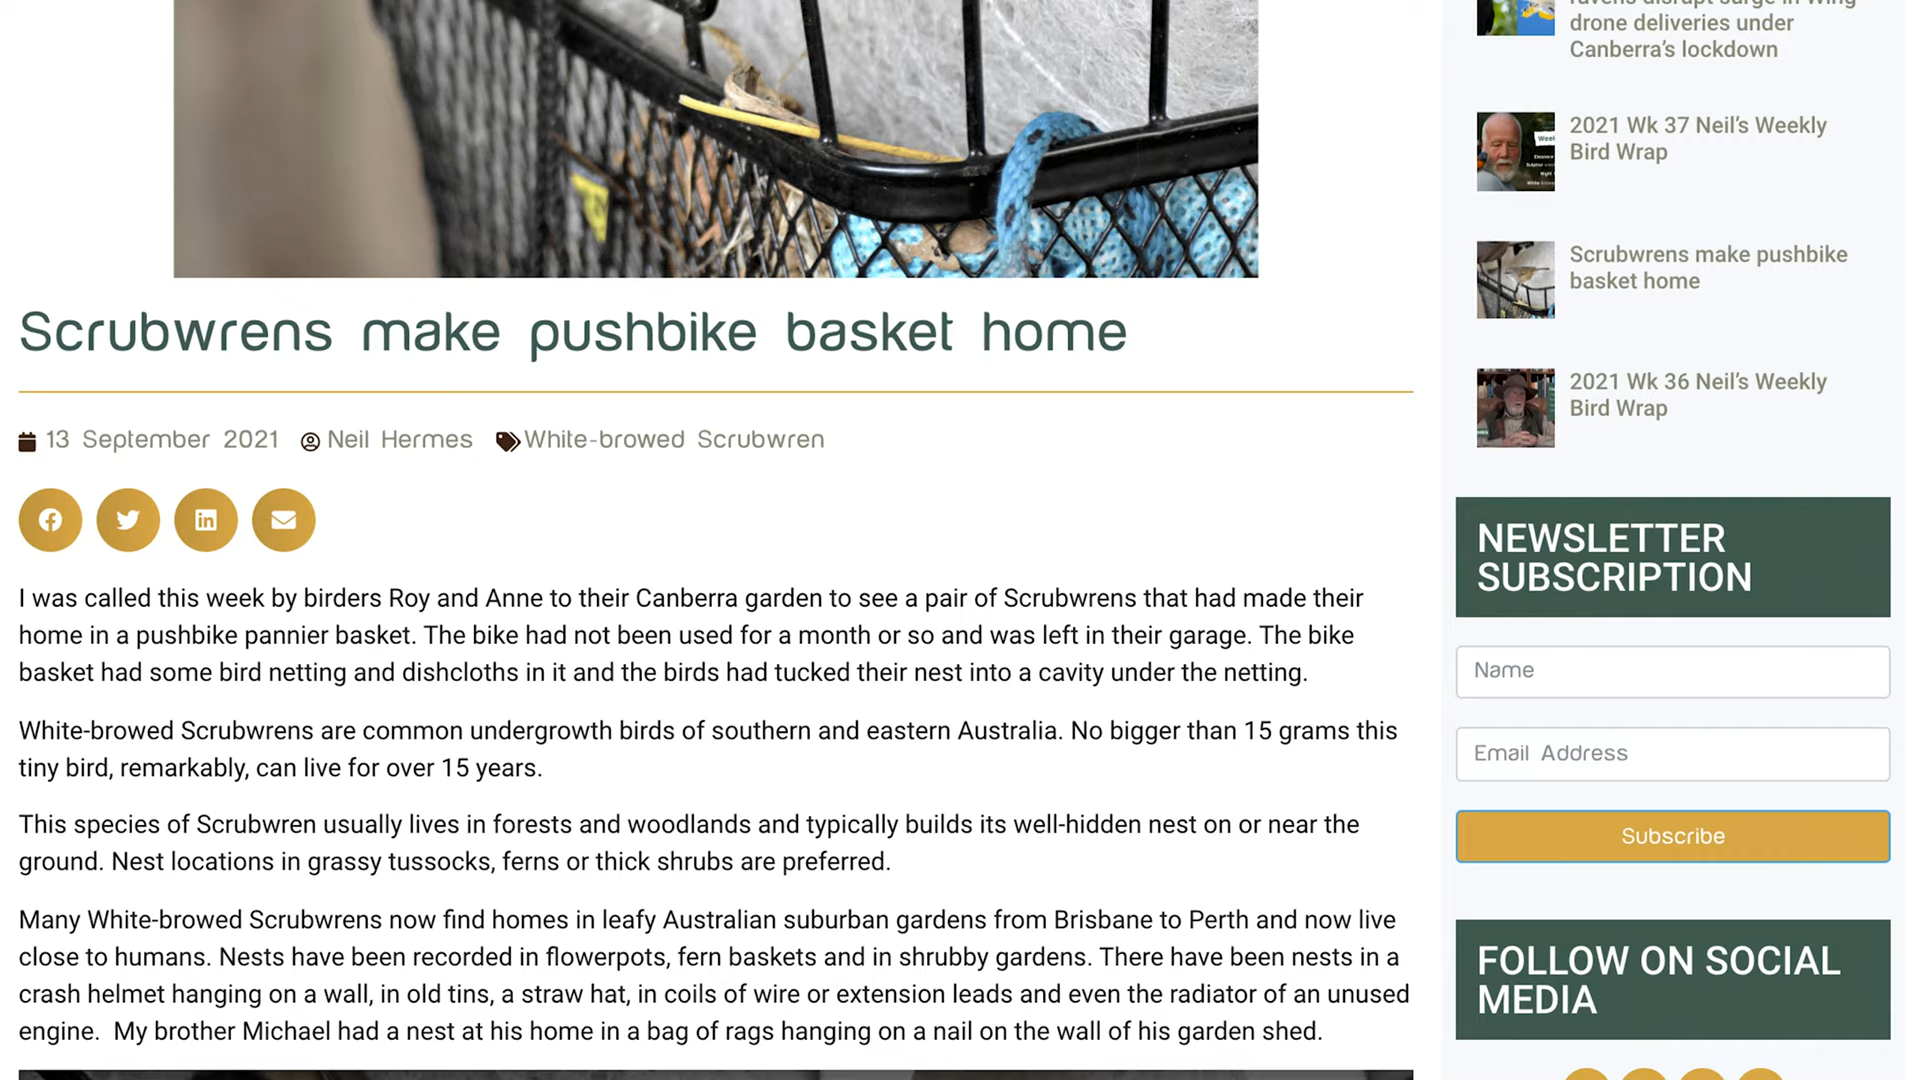 Scrubwrens make pushbike basket home
13 September 2021 Neil Hermes White-browed Scrubwren
I was called this week by birders Roy and Anne to their Canberra garden to see a pair of Scrubwrens that had made their
home in a pushbike pannier basket. The bike had not been used for a month or so and was left in their garage. The bike
basket had some bird netting and dishcloths in it and the birds had tucked their nest into a cavity under the netting.
White-browed Scrubwrens are common undergrowth birds of southern and eastern Australia. No bigger than 15 grams this
tiny bird, remarkably, can live for over 15 years.
This species of Scrubwren usually lives in forests and woodlands and typically builds its well-hidden nest on or near the
ground. Nest locations in grassy tussocks, ferns or thick shrubs are preferred.
Many White-browed Scrubwrens now find homes in leafy Australian suburban gardens from Brisbane to Perth and now live
close to humans. Nests have been recorded in flowerpots, fern baskets and in shrubby gardens. There have been nests in a
crash helmet hanging on a wall, in old tins, a straw hat, in coils of wire or extension leads and even the radiator of an unused
engine. My brother Michael had a nest at his home in a bag of rags hanging on a nail on the wall of his garden shed.
ravens disrupt surge in Wing
drone deliveries under
Canberra's lockdown
2021 Wk 37 Neil's Weekly
Bird Wrap
Scrubwrens make pushbike
basket home
2021 Wk 36 Neil's Weekly
Bird Wrap
NEWSLETTER
SUBSCRIPTION
Name
Email Address
Subscribe
FOLLOW ON SOCIAL
MEDIA